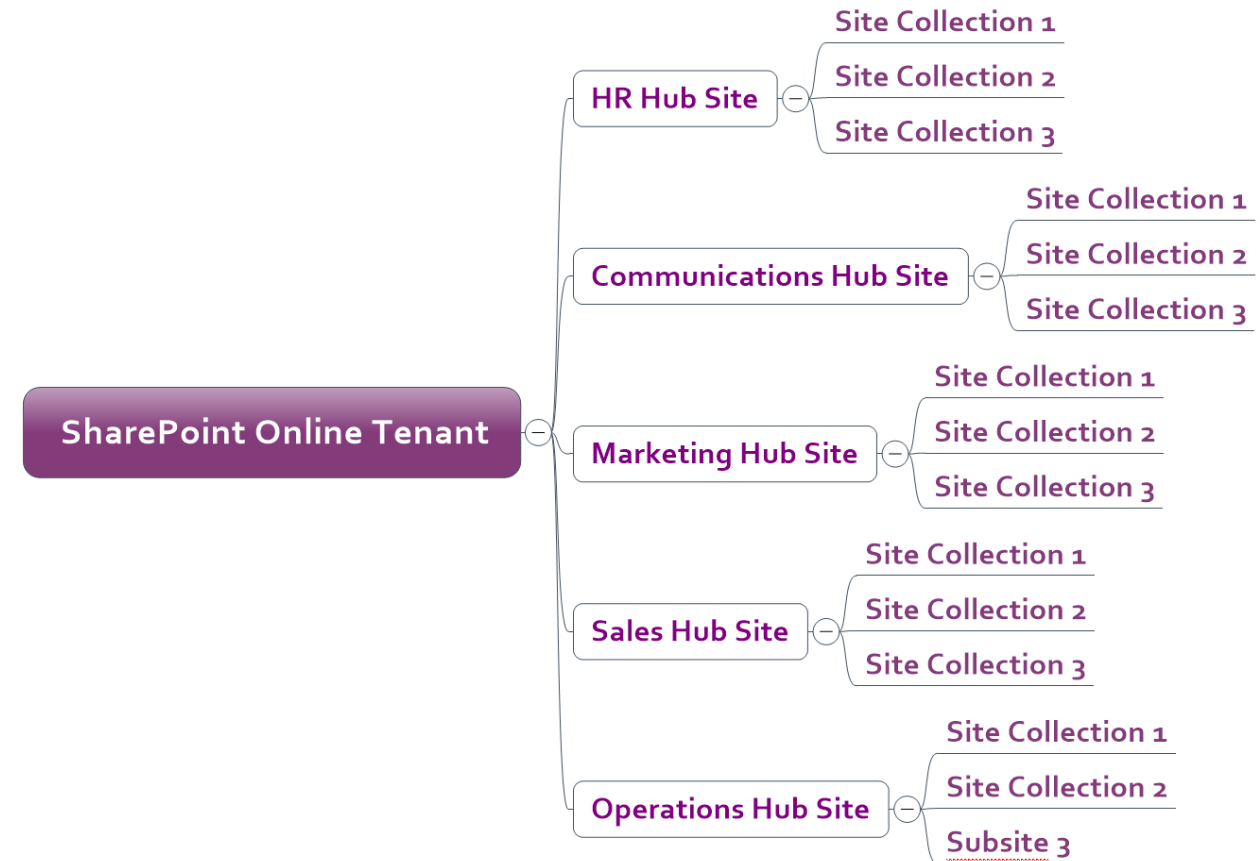 SharePoint Online Tenant
HR Hub Site
Site Collection 1
Site Collection 2
Site Collection 3
Communications Hub Site
Site Collection 1
Site Collection 2
Site Collection 3
Marketing Hub Site
Site Collection 1
Site Collection 2
Site Collection 3
Sales Hub Site
Site Collection 1
Site Collection 2
Site Collection 3
Operations Hub Site
Site Collection 1
Site Collection 2
Subsite 3